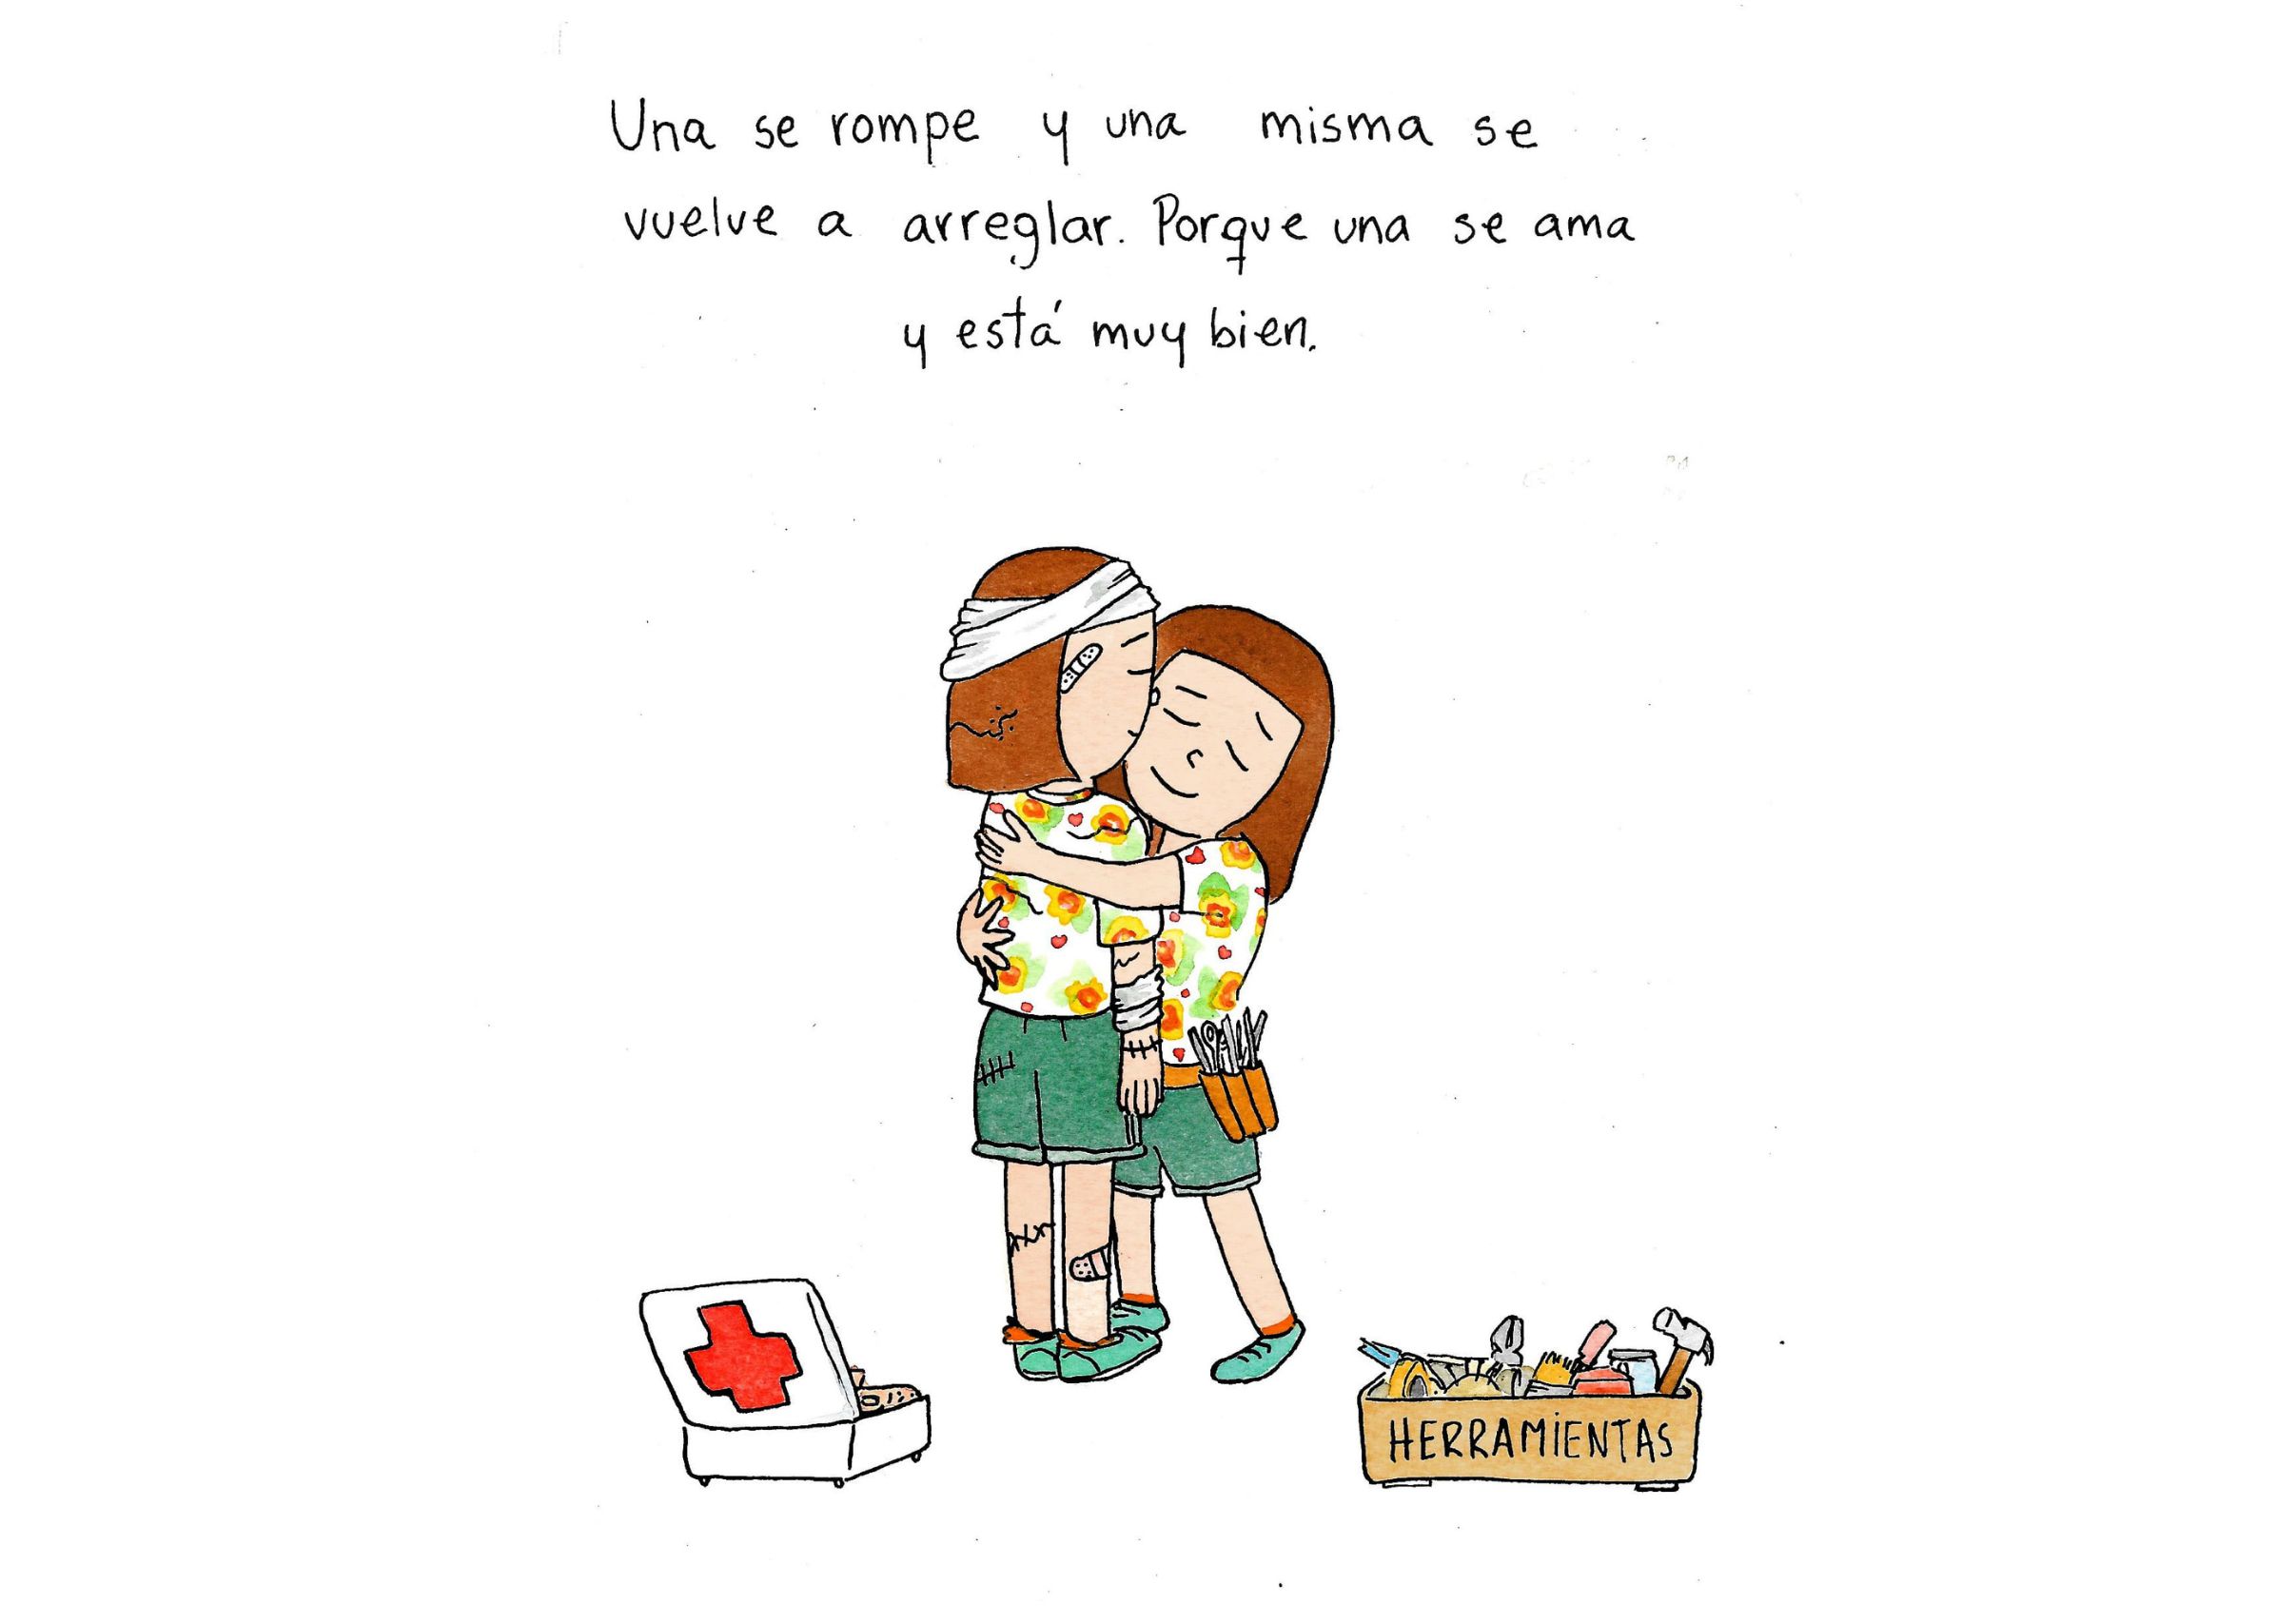 Una se rompe y una misma se
vuelve a arreglar. Porque una se ama
y está muy bien.
HERRAMiENTAS